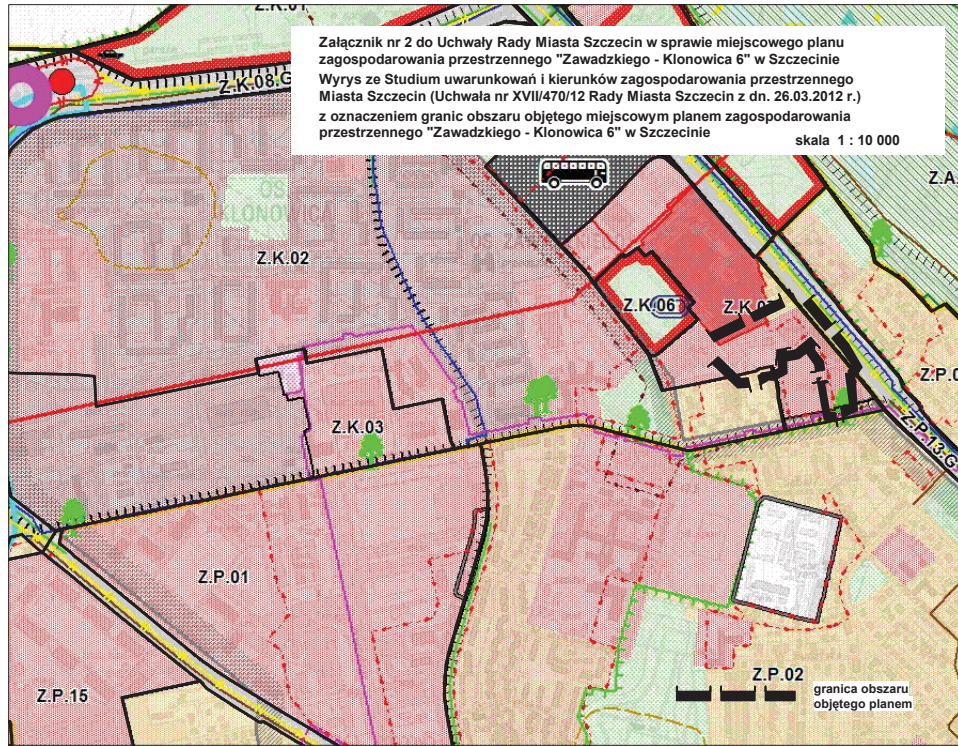 Z.K.01
Załącznik nr 2 do Uchwały Rady Miasta Szczecin w sprawie miejscowego planu
zagospodarowania przestrzennego "Zawadzkiego - Klonowica 6" w Szczecinie
Wyrys ze Studium uwarunkowań i kierunków zagospodarowania przestrzennego
Miasta Szczecin (Uchwała nr XVII/470/12 Rady Miasta Szczecin z dn. 26.03.2012 r.)
z oznaczeniem granic obszaru objętego miejscowym planem zagospodarowania
przestrzennego "Zawadzkiego - Klonowica 6" w Szczecinie
skala 1 : 10 000
Z.K.08.G
Z.A.
OS.
KLONOWICA
Z.K.02
Z.K.06
Z.K.0
Z.P.0
Z.K.03
Z.P.13.G
Z.P.01
Z.P.15
Z.P.02
granica obszaru
objętego planem